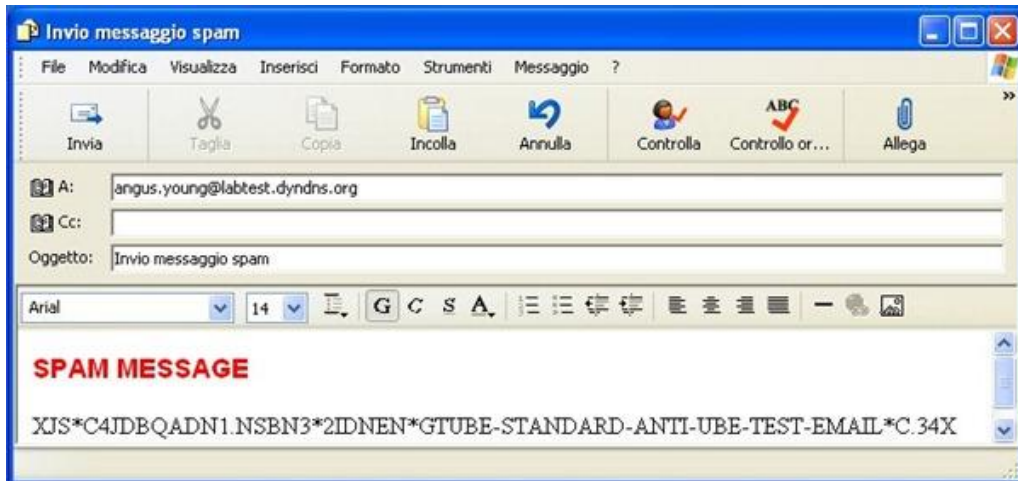 Invio messaggio spam
File Modifica Visualizza Inserisci Formato Strumenti Messaggio ?
Invia Taglia Copia Incolla Annulla Controlla Controllo or... Allega
A: angus.young@labtest.dyndns.org
Cc:
Oggetto: Invio messaggio spam
Arial 14 G C S A
SPAM MESSAGE
XJS*C4JDBQADN1.NSBN3*2IDNEN*GTUBE-STANDARD-ANTI-UBE-TEST-EMAIL*C.34X